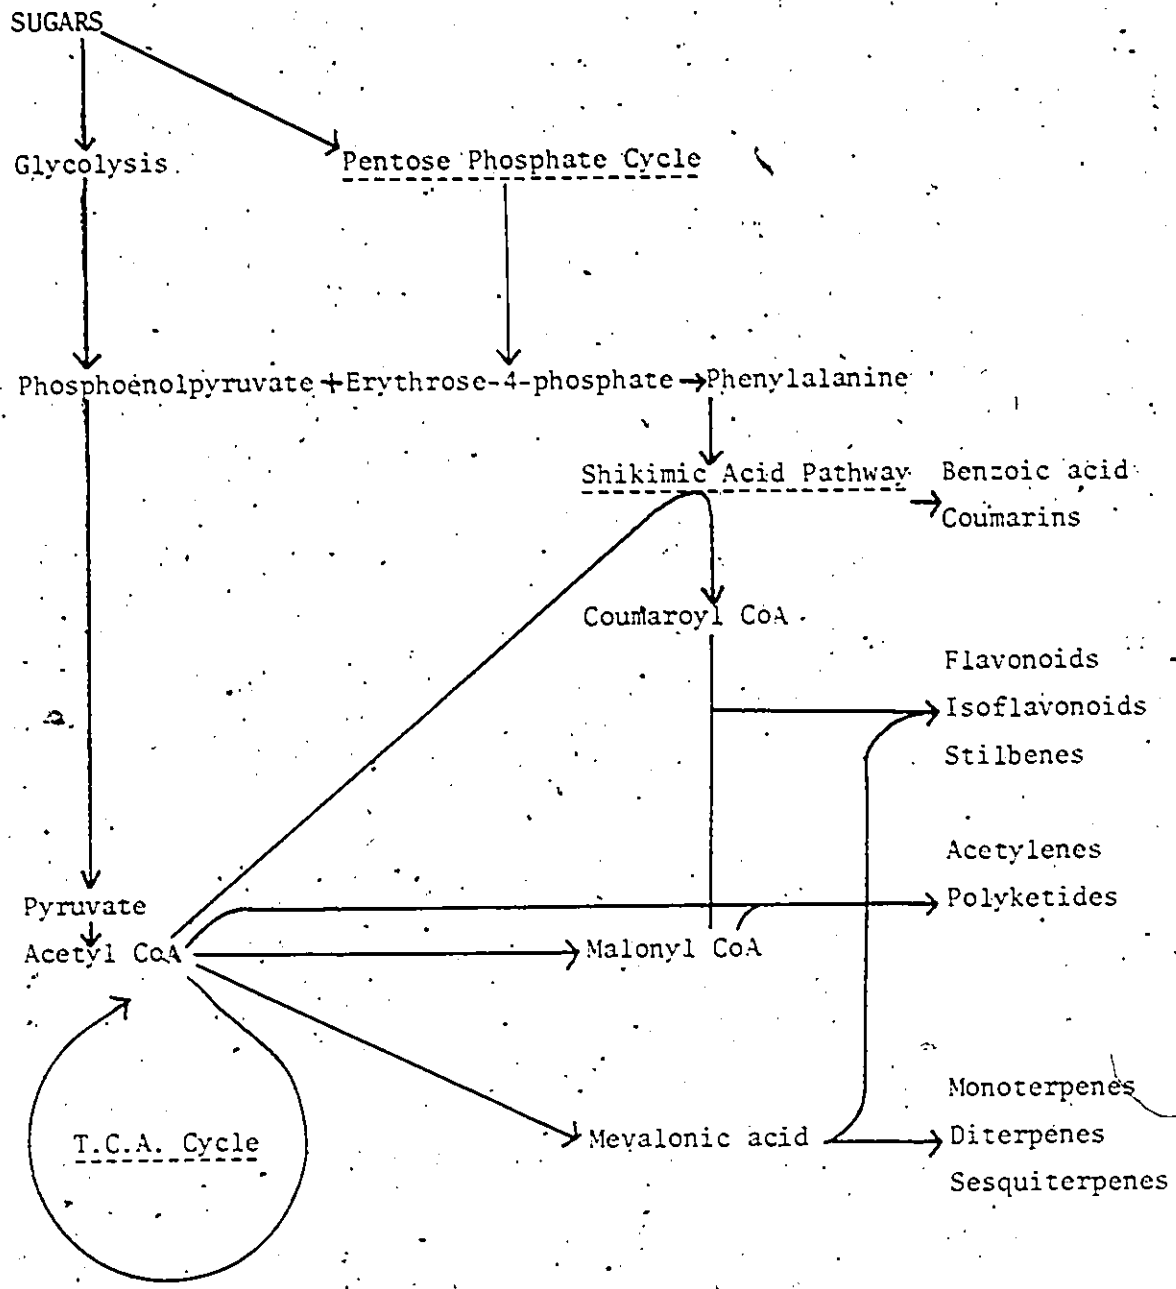 SUGARS
Glycolysis
Pentose Phosphate Cycle
Phosphoenolpyruvate + Erythrose-4-phosphate → Phenylalanine
Shikimic Acid Pathway
Benzoic acid
Coumarins
Coumaroyl CoA
Flavonoids
Isoflavonoids
Stilbenes
Acetylenes
Polyketides
Pyruvate
Acetyl CoA
Malonyl CoA
Monoterpenes
Mevalonic acid
Diterpenes
Sesquiterpenes
T.C.A. Cycle